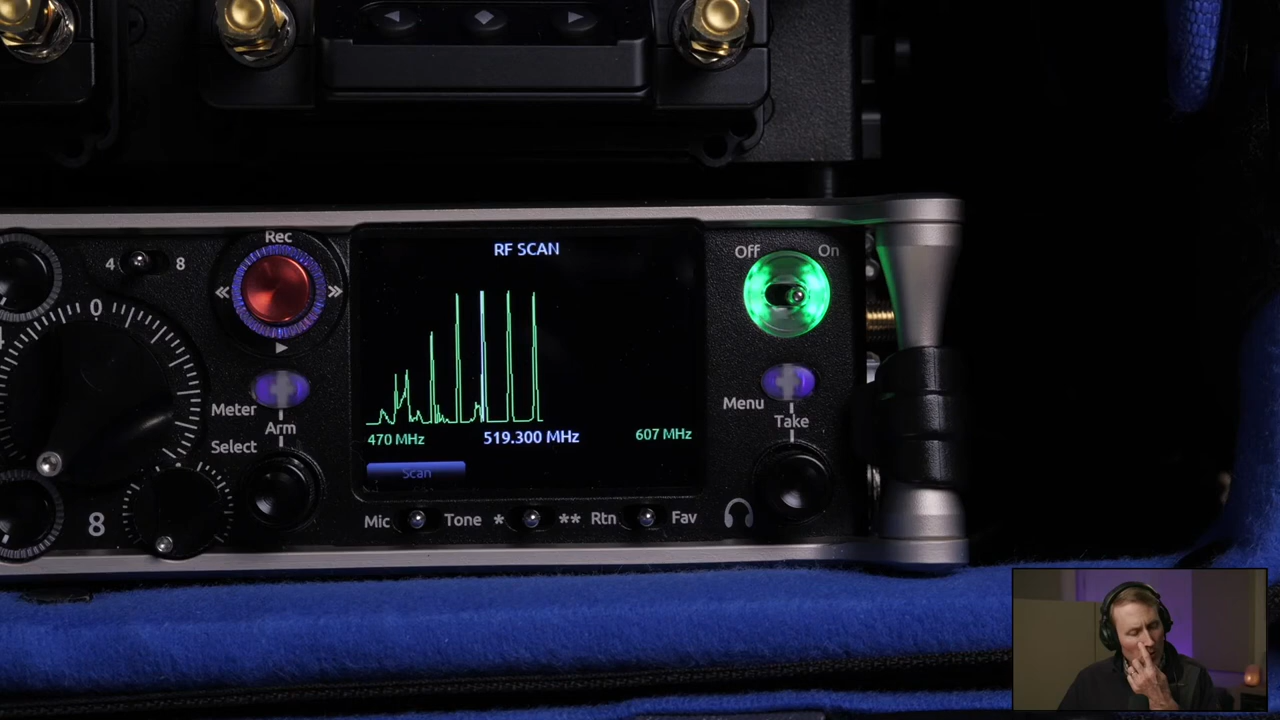 Rec
4 8
0
« »
Meter
Arm
Select
8
RF SCAN
470 MHz 519.300 MHz 607 MHz
Scan
Mic Tone * ** Rtn Fav
Off On
Menu
Take